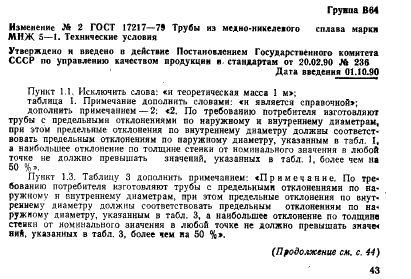 Группа В64
Изменение № 2 ГОСТ 17217—79 Трубы из медно-никелевого сплава марки
МНЖ 5—1. Технические условия
Утверждено и введено в действие Постановлением Государственного комитета
СССР по управлению качеством продукции и стандартам от 20.02.90 № 236
Дата введения 01.10.90
Пункт 1.1. Исключить слова: «и теоретическая масса 1 м»;
таблица 1. Примечание дополнить словами: «и является справочной»;
дополнить примечанием — 2: «2. По требованию потребителя изготовляют
трубы с предельными отклонениями по наружному и внутреннему диаметрам,
при этом предельные отклонения по внутреннему диаметру должны соответст-
вовать предельным отклонениям по наружному диаметру, указанным в табл. 1,
а наибольшее отклонение по толщине стенки от номинального значения в любой
точке не должно превышать значений, указанных в табл. 1, более чем на
50 %».
Пункт 1.3. Таблицу 3 дополнить примечанием: «Примечание. По тре-
бованию потребителя изготовляют трубы с предельными отклонениями по на-
ружному и внутреннему диаметрам, при этом предельные отклонения по внут-
реннему диаметру должны соответствовать предельным отклонениям по наруж-
ному диаметру, указанным в табл. 3, а наибольшее отклонение по толщине
стенки от номинального значения в любой точке не должно превышать значе-
ний, указанных в табл. 3, более чем на 50 %».
(Продолжение см. с. 44)
43